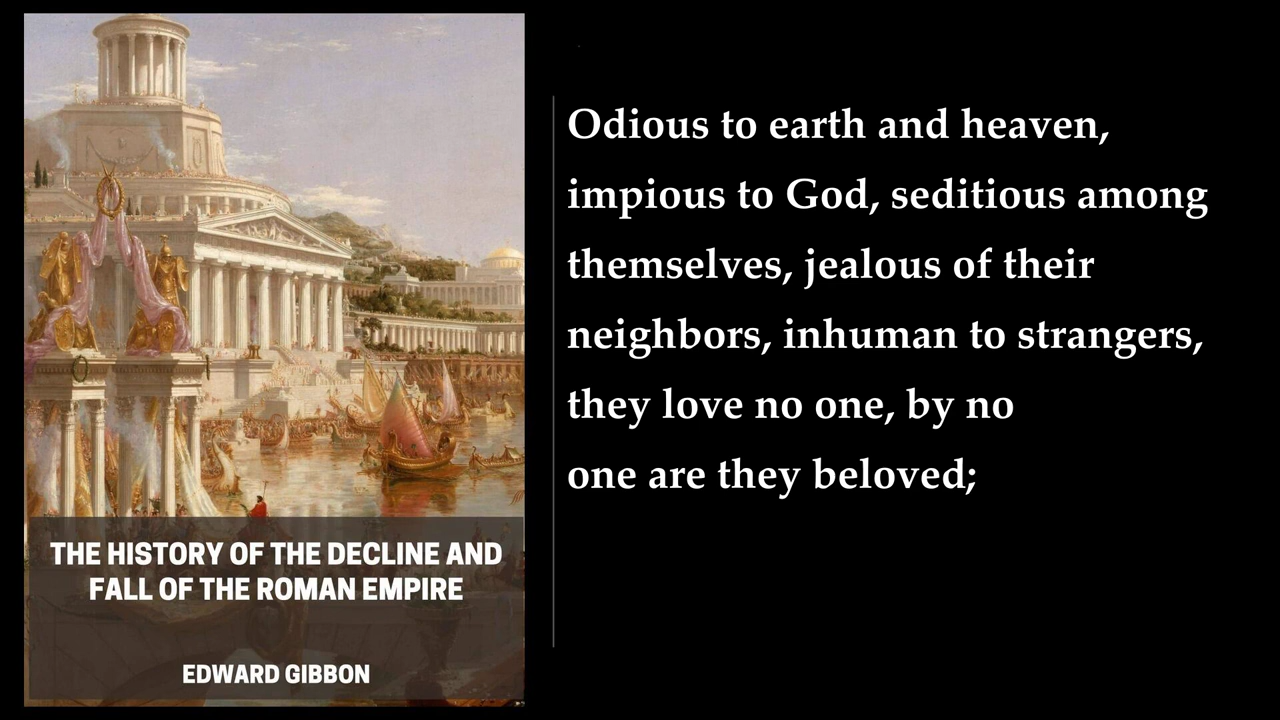 THE HISTORY OF THE DECLINE AND
FALL OF THE ROMAN EMPIRE
EDWARD GIBBON
Odious to earth and heaven,
impious to God, seditious among
themselves, jealous of their
neighbors, inhuman to strangers,
they love no one, by no
one are they beloved;